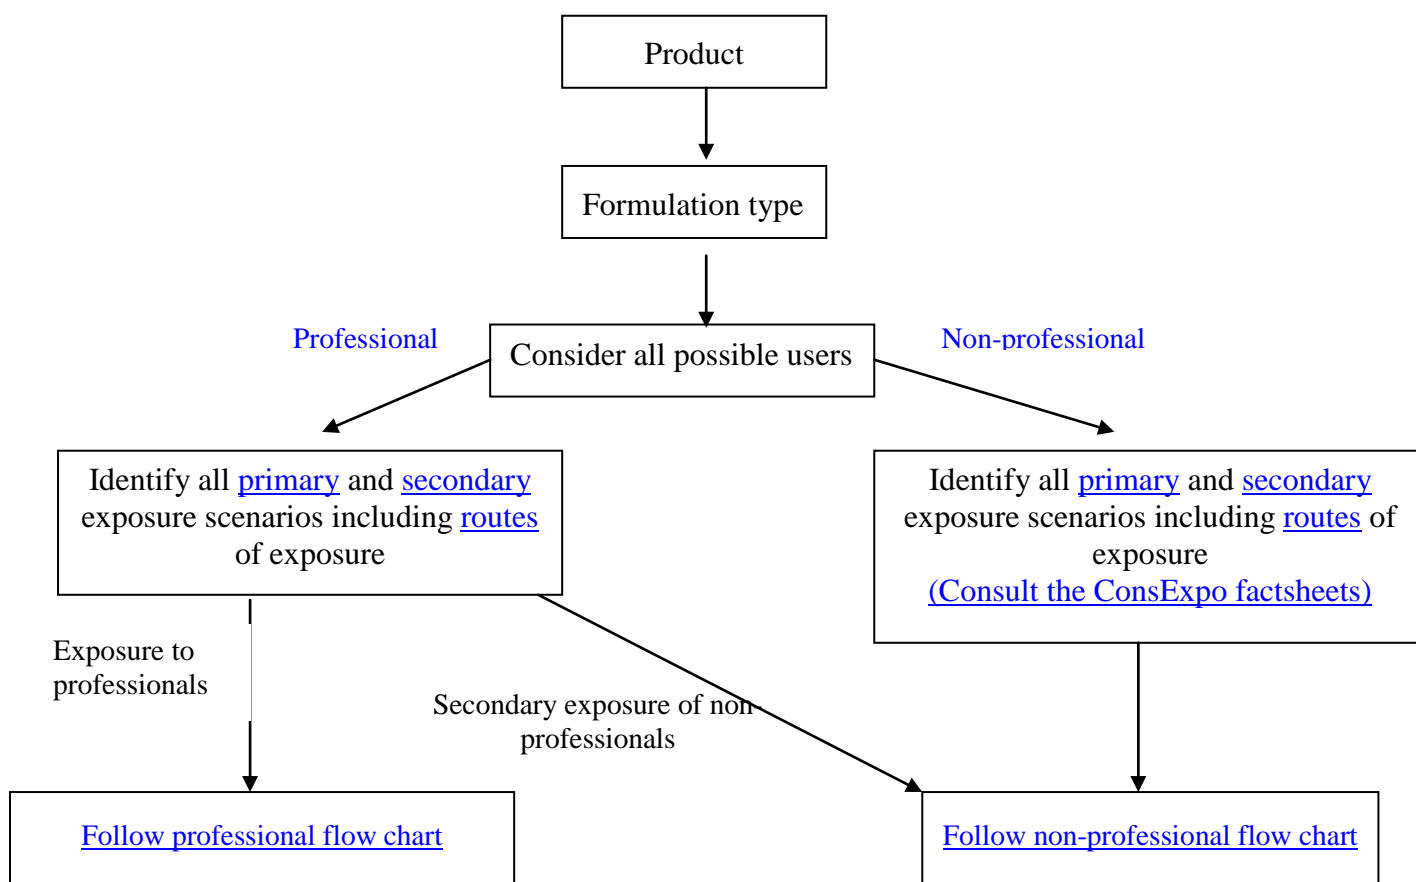 Product
Formulation type
Professional
Consider all possible users
Non-professional
Identify all primary and secondary
exposure scenarios including routes
of exposure
Identify all primary and secondary
exposure scenarios including routes of
exposure
(Consult the ConsExpo factsheets)
Exposure to
professionals
Secondary exposure of non-
professionals
Follow professional flow chart
Follow non-professional flow chart